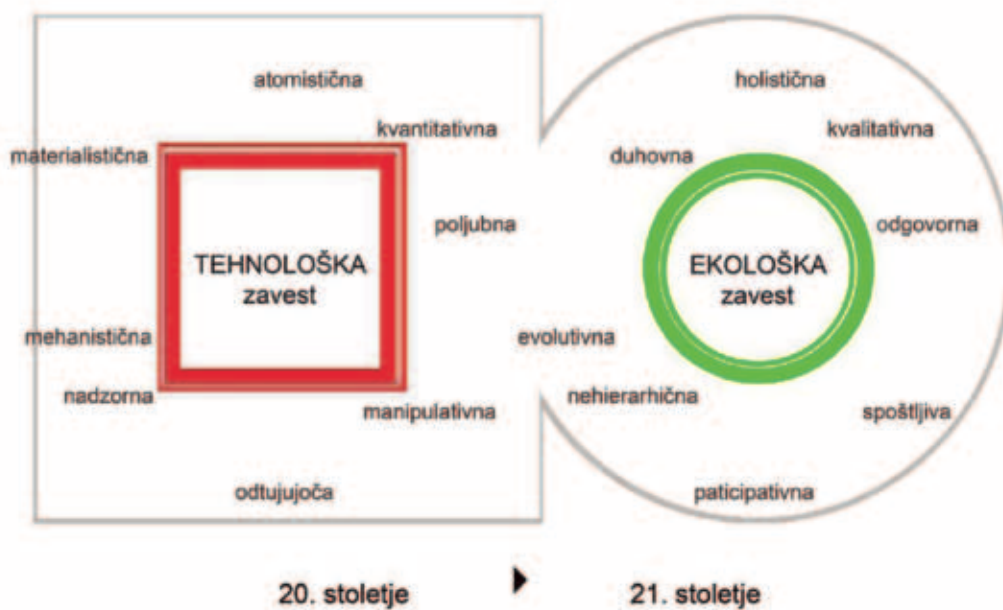 atomistična
kvantitativna
materialistična
poljubna
TEHNOLOŠKA
zavest
mehanistična
nadzorna
manipulativna
odtujujoča
holistična
kvalitativna
duhovna
odgovorna
EKOLOŠKA
zavest
evolutivna
nehierarhična
spoštljiva
paticipativna
20. stoletje
21. stoletje